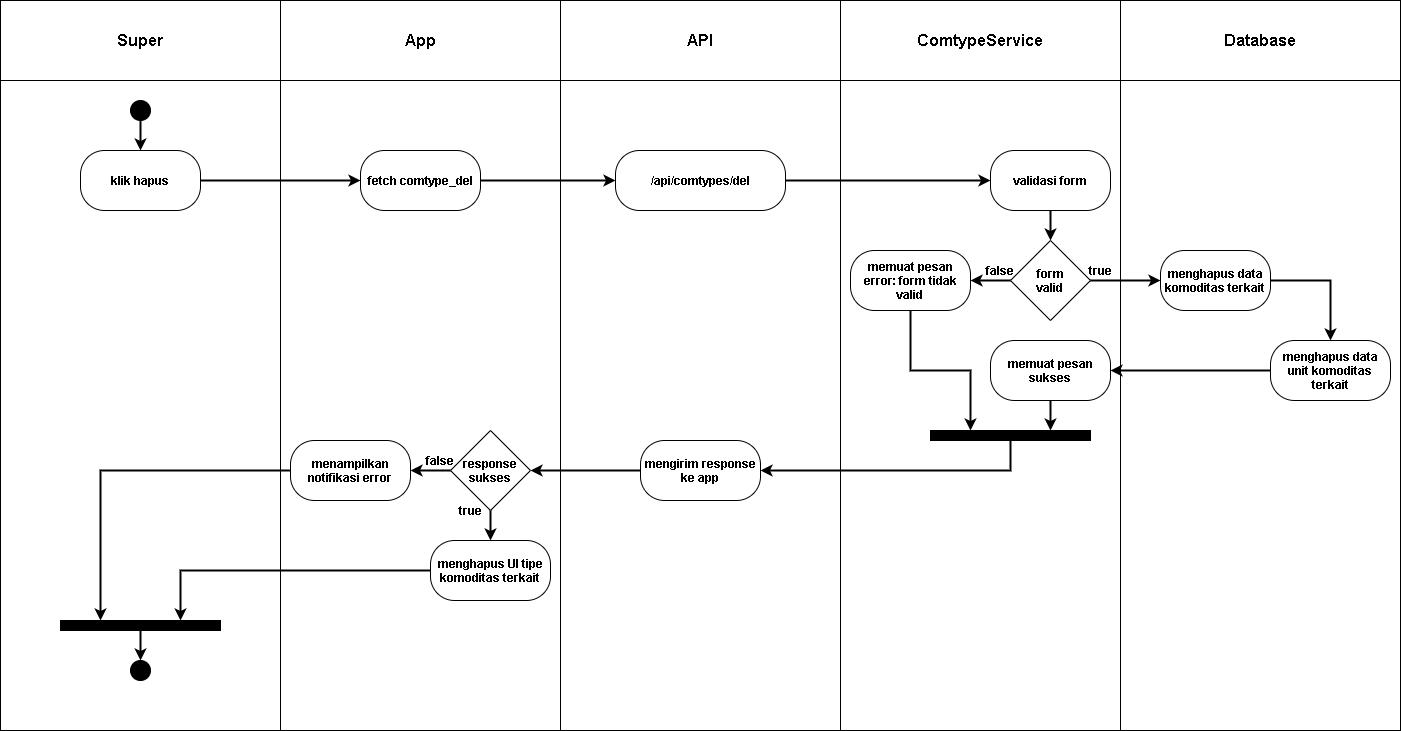 Super
App
API
ComtypeService
Database
klik hapus
fetch comtype_del
/api/comtypes/del
validasi form
memuat pesan
error: form tidak
valid
false
form
valid
true
menghapus data
komoditas terkait
memuat pesan
sukses
menghapus data
unit komoditas
terkait
menampilkan
notifikasi error
false
response
sukses
true
mengirim response
ke app
menghapus UI tipe
komoditas terkait